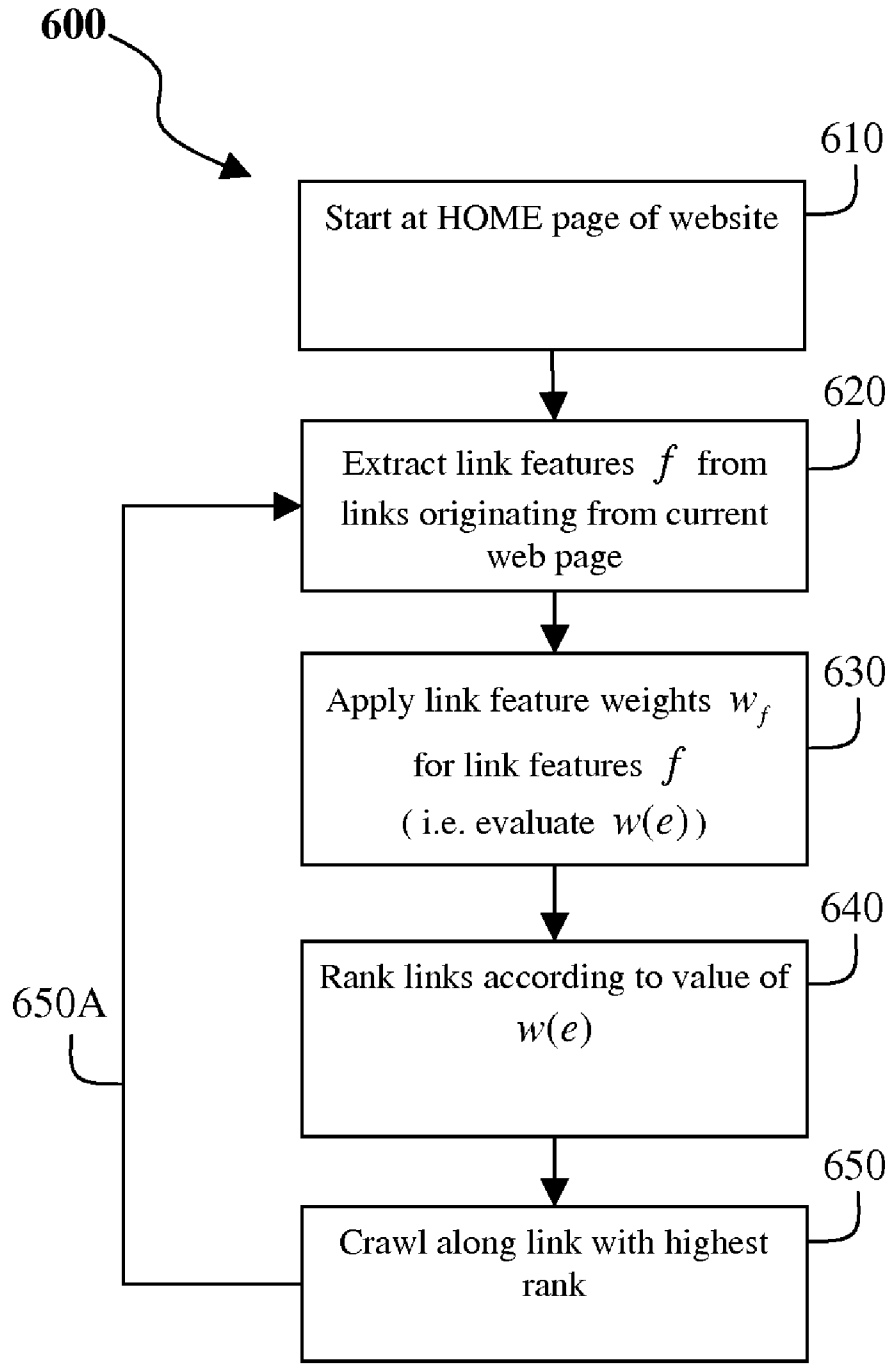 600
610
Start at HOME page of website
620
Extract link features f from
links originating from current
web page
630
Apply link feature weights w_f
for link features f
( i.e. evaluate w(e) )
640
Rank links according to value of
w(e)
650A
650
Crawl along link with highest
rank